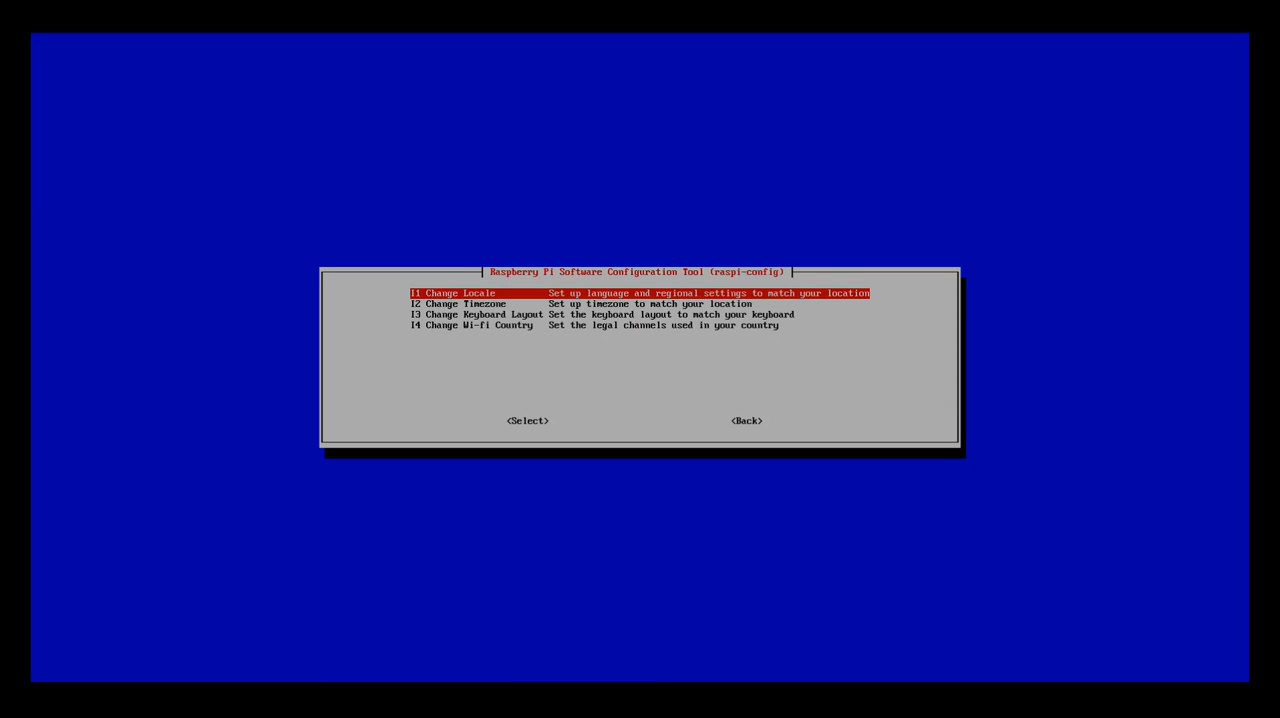 Raspberry Pi Software Configuration Tool (raspi-config)
I1 Change Locale Set up language and regional settings to match your location
I2 Change Timezone Set up timezone to match your location
I3 Change Keyboard Layout Set the keyboard layout to match your keyboard
I4 Change Wi-fi Country Set the legal channels used in your country
<Select> <Back>